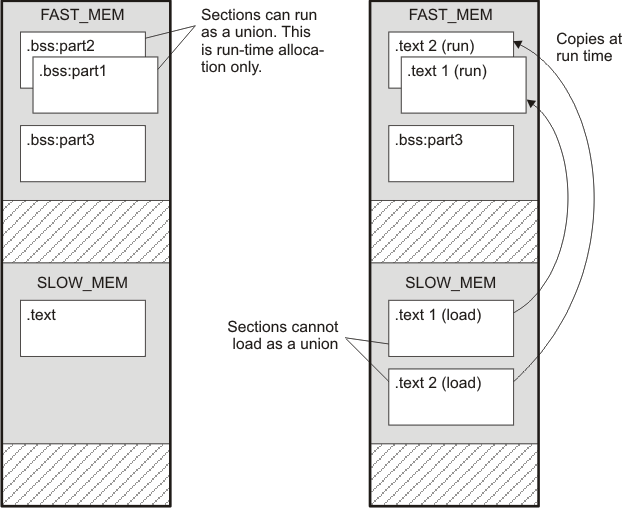 FAST_MEM
.bss:part2
.bss:part1
.bss:part3
SLOW_MEM
.text
Sections can run
as a union. This
is run-time alloca-
tion only.
FAST_MEM
.text 2 (run)
.text 1 (run)
.bss:part3
SLOW_MEM
.text 1 (load)
.text 2 (load)
Sections cannot
load as a union
Copies at
run time